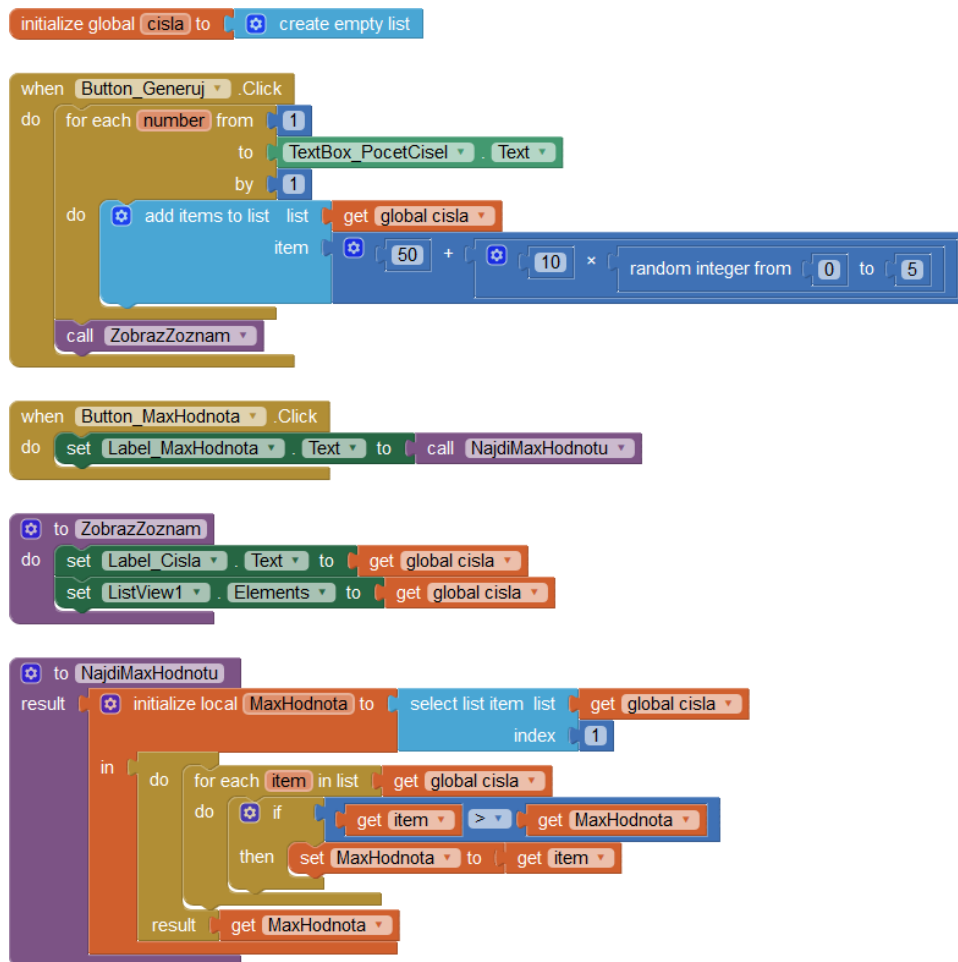 initialize global cisla to create empty list
when Button_Generuj .Click
do for each number from 1
to TextBox_PocetCisel . Text
by 1
do add items to list list get global cisla
item 50 + 10 × random integer from 0 to 5
call ZobrazZoznam
when Button_MaxHodnota .Click
do set Label_MaxHodnota . Text to call NajdiMaxHodnotu
to ZobrazZoznam
do set Label_Cisla . Text to get global cisla
set ListView1 . Elements to get global cisla
to NajdiMaxHodnotu
result initialize local MaxHodnota to select list item list get global cisla
index 1
in do for each item in list get global cisla
do if get item > get MaxHodnota
then set MaxHodnota to get item
result get MaxHodnota